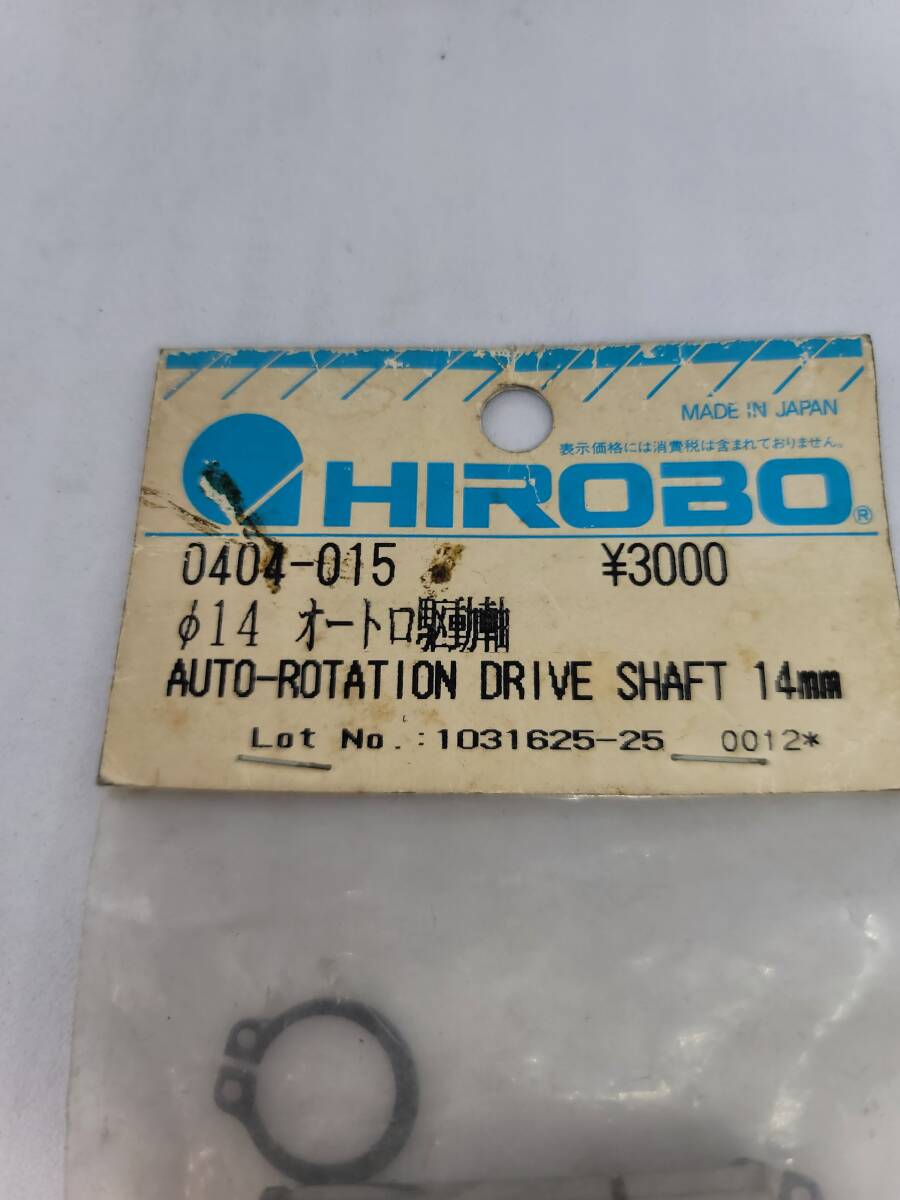 MADE IN JAPAN
表示価格には消費税は含まれておりません。
HIROBO®
0404-015 ¥3000
φ14 オートロ駆動軸
AUTO-ROTATION DRIVE SHAFT 14mm
Lot No.:1031625-25 0012*